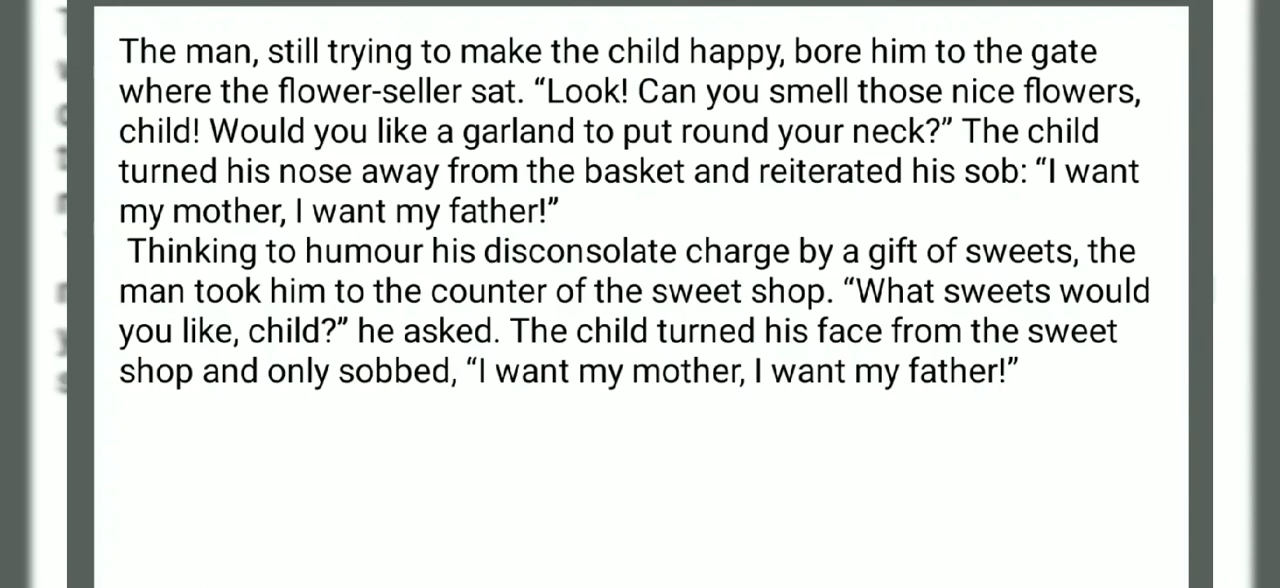 The man, still trying to make the child happy, bore him to the gate
where the flower-seller sat. “Look! Can you smell those nice flowers,
child! Would you like a garland to put round your neck?” The child
turned his nose away from the basket and reiterated his sob: “I want
my mother, I want my father!”
Thinking to humour his disconsolate charge by a gift of sweets, the
man took him to the counter of the sweet shop. “What sweets would
you like, child?” he asked. The child turned his face from the sweet
shop and only sobbed, “I want my mother, I want my father!”